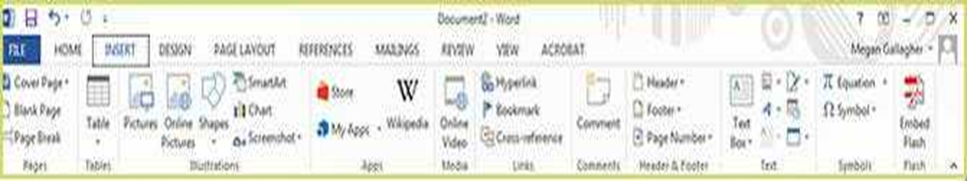 Document2 - Word
FILE HOME INSERT DESIGN PAGE LAYOUT REFERENCES MAILINGS REVIEW VIEW ACROBAT Megan Gallagher
Cover Page
Blank Page
Page Break
Pages
Table
Tables
Pictures
Online
Pictures
Shapes
SmartArt
Chart
Screenshot
Illustrations
Store
My Apps
W
Wikipedia
Apps
Online
Video
Media
Hyperlink
Bookmark
Cross-reference
Links
Comment
Comments
Header
Footer
Page Number
Header & Footer
A
Text
Box
Text
π Equation
Ω Symbol
Symbols
Embed
Flash
Flash